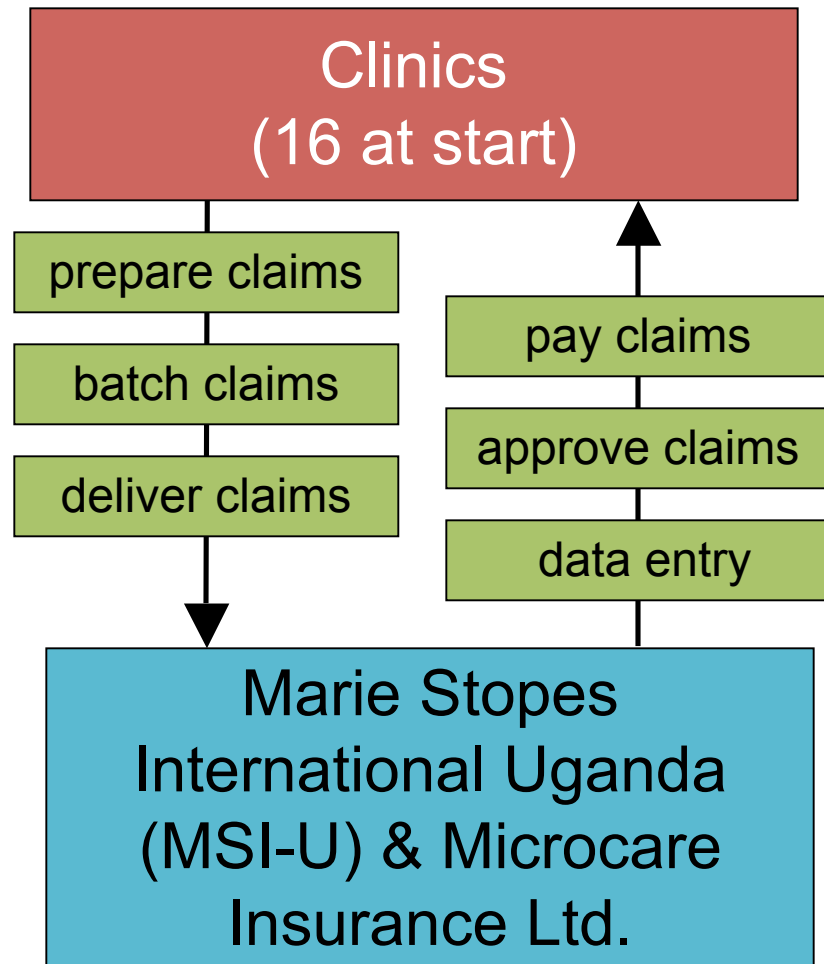 Clinics
(16 at start)
prepare claims
batch claims
deliver claims
pay claims
approve claims
data entry
Marie Stopes
International Uganda
(MSI-U) & Microcare
Insurance Ltd.